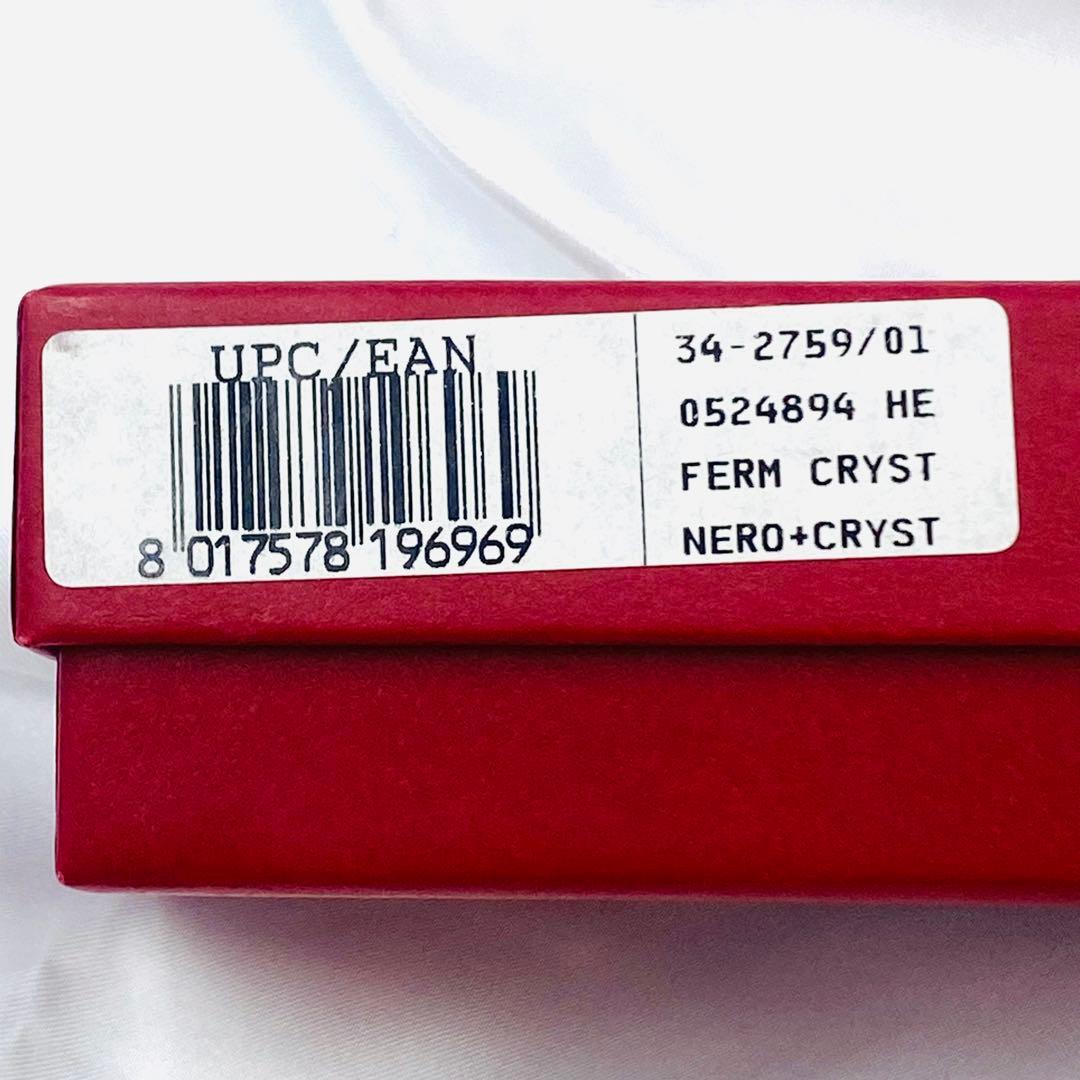 UPC/EAN
8 017578 196969
34-2759/01
0524894 HE
FERM CRYST
NERO+CRYST